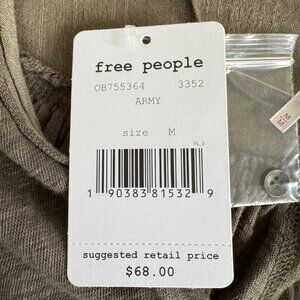 free people
OB755364 3352
ARMY
size M
1 90383 81532 9
suggested retail price
$68.00